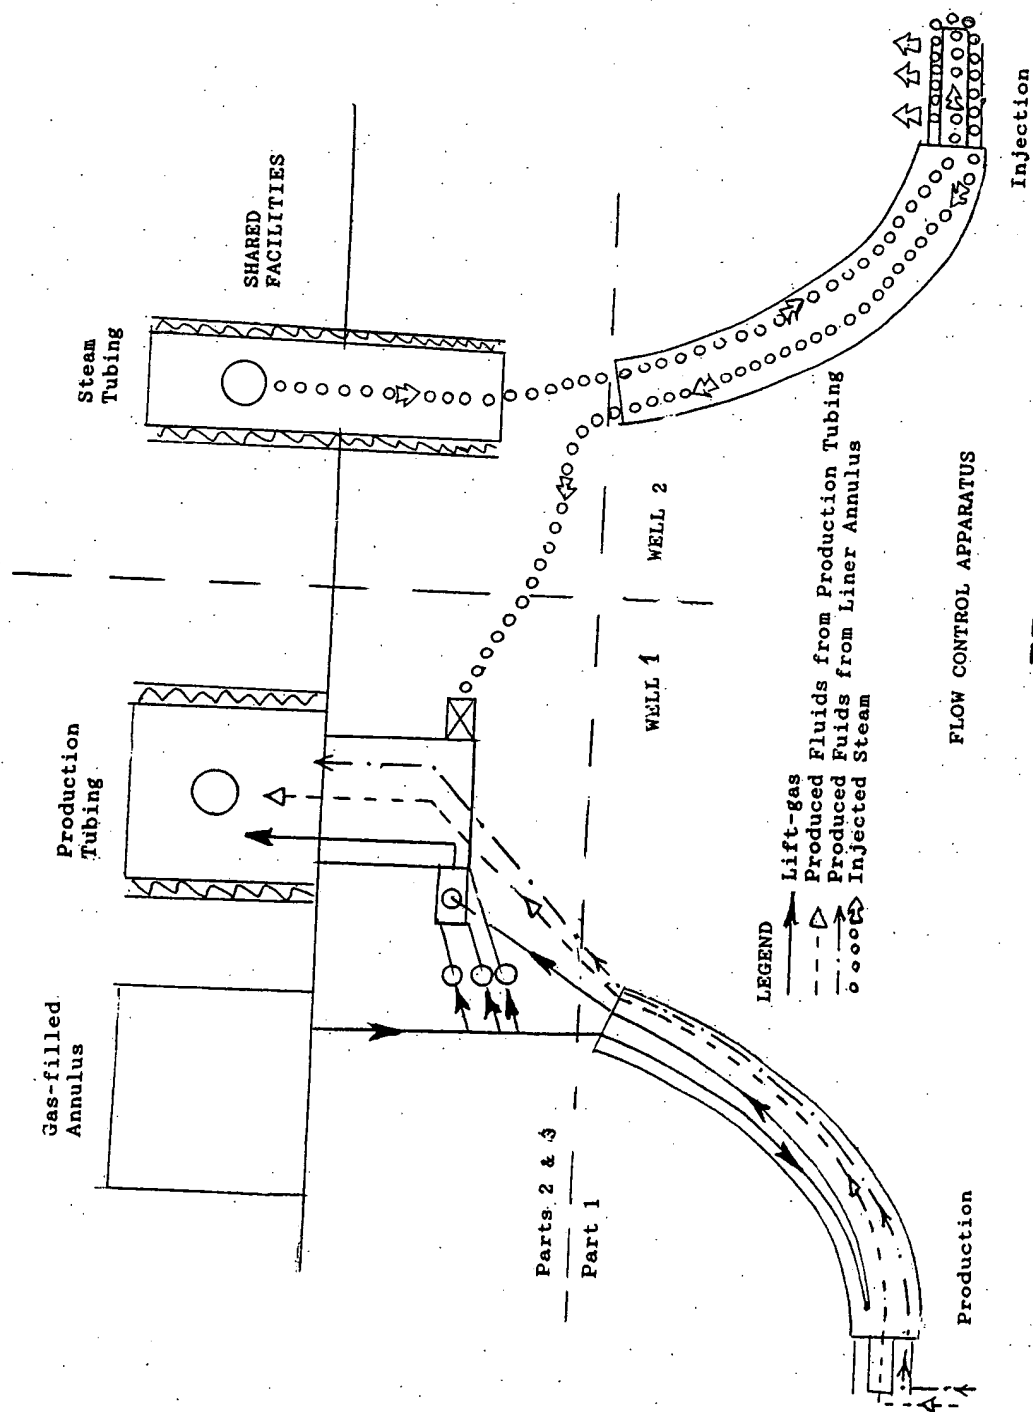 Gas-filled
Annulus
Production
Tubing
Steam
Tubing
SHARED
FACILITIES
Parts 2 & 3
Part 1
WELL 1
WELL 2
LEGEND
Lift-gas
Produced Fluids from Production Tubing
Produced Fuids from Liner Annulus
Injected Steam
Production
FLOW CONTROL APPARATUS
Injection